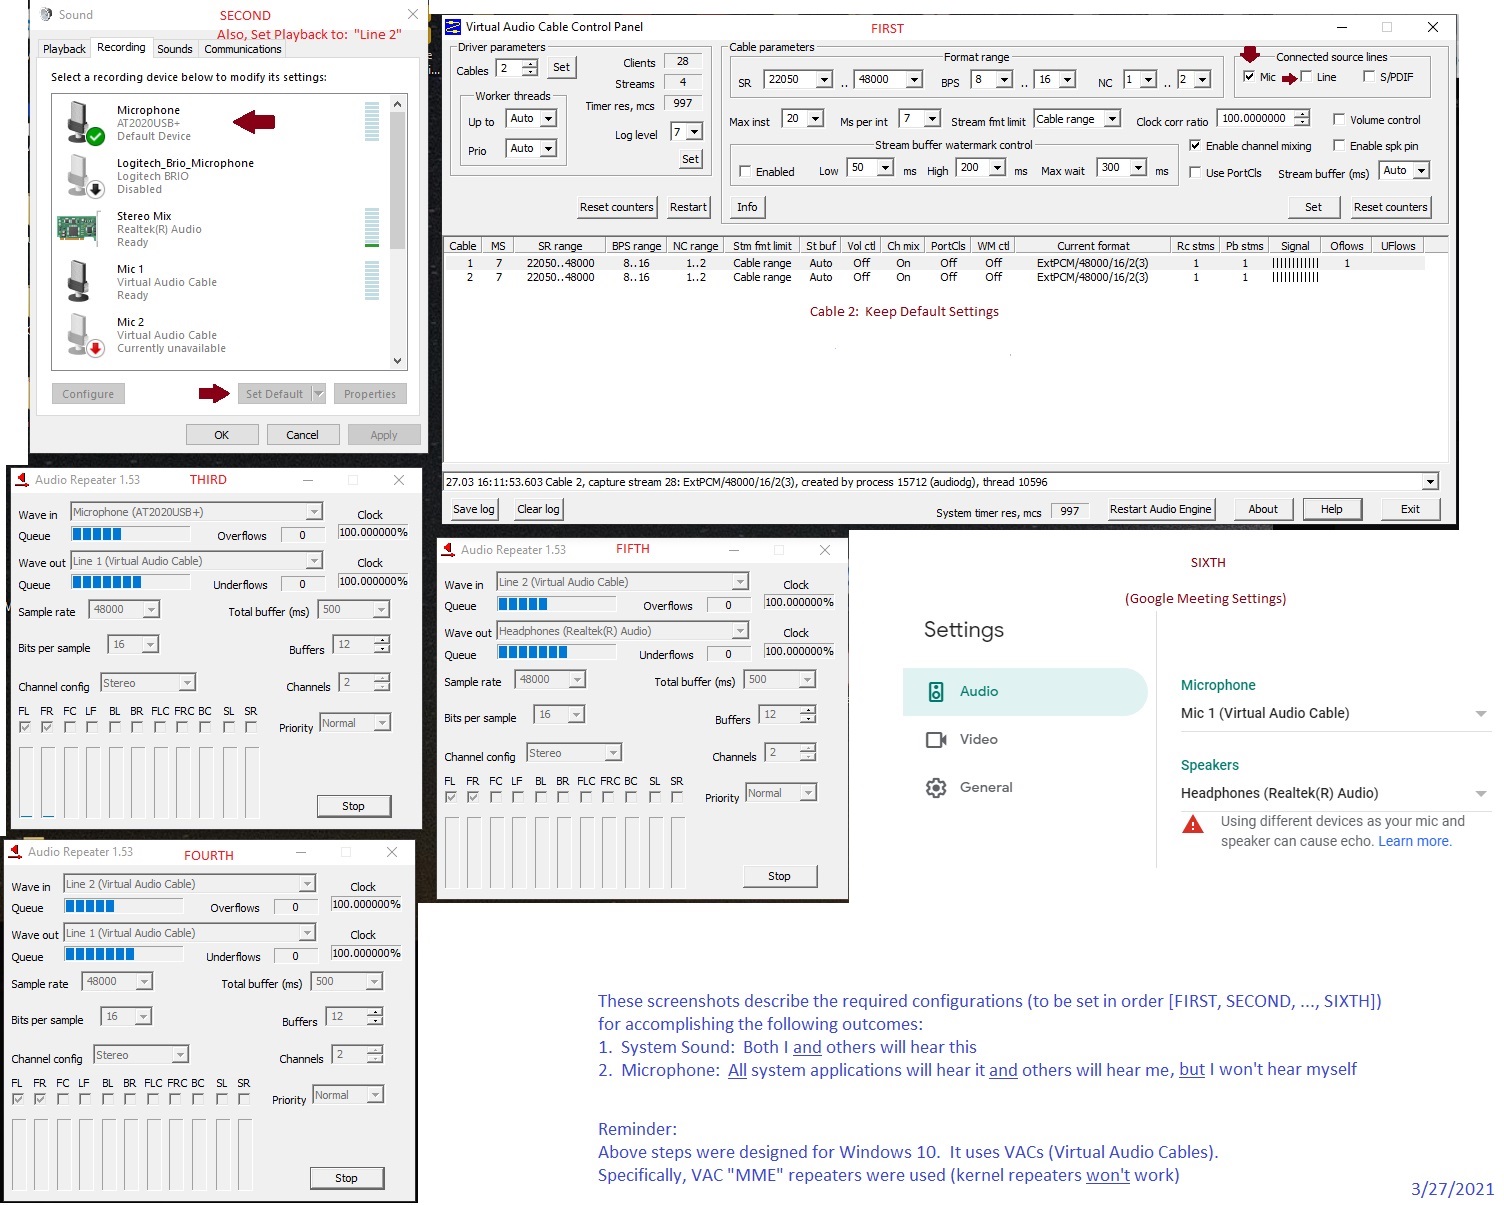 Sound
SECOND
Also, Set Playback to:  "Line 2"
Playback Recording Sounds Communications
Select a recording device below to modify its settings:
Microphone
AT2020USB+
Default Device
Logitech_Brio_Microphone
Logitech BRIO
Disabled
Stereo Mix
Realtek(R) Audio
Ready
Mic 1
Virtual Audio Cable
Ready
Mic 2
Virtual Audio Cable
Currently unavailable
Configure Set Default Properties
OK Cancel Apply
Virtual Audio Cable Control Panel
FIRST
Driver parameters
Cables 2 Set
Clients 28
Streams 4
Timer res, mcs 997
Worker threads
Up to Auto
Prio Auto
Log level 7
Set
Reset counters Restart
Cable parameters
Format range
SR 22050 .. 48000 BPS 8 .. 16 NC 1 .. 2
Connected source lines
Mic Line S/PDIF
Max inst 20 Ms per int 7 Stream fmt limit Cable range Clock corr ratio 100.0000000 Volume control
Stream buffer watermark control
Enabled Low 50 ms High 200 ms Max wait 300 ms
Enable channel mixing Enable spk pin
Use PortCls Stream buffer (ms) Auto
Info Set Reset counters
Cable MS SR range BPS range NC range Stm fmt limit St buf Vol ctl Ch mix PortCls WM ctl Current format Rc stms Pb stms Signal Oflows UFlows
1 7 22050..48000 8..16 1..2 Cable range Auto Off On Off Off ExtPCM/48000/16/2(3) 1 1 |||||||||||| 1
2 7 22050..48000 8..16 1..2 Cable range Auto Off On Off Off ExtPCM/48000/16/2(3) 1 1 ||||||||||||
Cable 2:  Keep Default Settings
27.03 16:11:53.603 Cable 2, capture stream 28: ExtPCM/48000/16/2(3), created by process 15712 (audiodg), thread 10596
Save log Clear log System timer res, mcs 997 Restart Audio Engine About Help Exit
Audio Repeater 1.53 THIRD
Wave in Microphone (AT2020USB+) Clock
Queue Overflows 0 100.000000%
Wave out Line 1 (Virtual Audio Cable) Clock
Queue Underflows 0 100.000000%
Sample rate 48000 Total buffer (ms) 500
Bits per sample 16 Buffers 12
Channel config Stereo Channels 2
FL FR FC LF BL BR FLC FRC BC SL SR
Priority Normal
Stop
Audio Repeater 1.53 FOURTH
Wave in Line 2 (Virtual Audio Cable) Clock
Queue Overflows 0 100.000000%
Wave out Line 1 (Virtual Audio Cable) Clock
Queue Underflows 0 100.000000%
Sample rate 48000 Total buffer (ms) 500
Bits per sample 16 Buffers 12
Channel config Stereo Channels 2
FL FR FC LF BL BR FLC FRC BC SL SR
Priority Normal
Stop
Audio Repeater 1.53 FIFTH
Wave in Line 2 (Virtual Audio Cable) Clock
Queue Overflows 0 100.000000%
Wave out Headphones (Realtek(R) Audio) Clock
Queue Underflows 0 100.000000%
Sample rate 48000 Total buffer (ms) 500
Bits per sample 16 Buffers 12
Channel config Stereo Channels 2
FL FR FC LF BL BR FLC FRC BC SL SR
Priority Normal
Stop
SIXTH
(Google Meeting Settings)
Settings
Audio
Video
General
Microphone
Mic 1 (Virtual Audio Cable)
Speakers
Headphones (Realtek(R) Audio)
Using different devices as your mic and
speaker can cause echo. Learn more.
These screenshots describe the required configurations (to be set in order [FIRST, SECOND, ..., SIXTH])
for accomplishing the following outcomes:
1.  System Sound:  Both I and others will hear this
2.  Microphone:  All system applications will hear it and others will hear me, but I won't hear myself
Reminder:
Above steps were designed for Windows 10.  It uses VACs (Virtual Audio Cables).
Specifically, VAC "MME" repeaters were used (kernel repeaters won't work)
3/27/2021